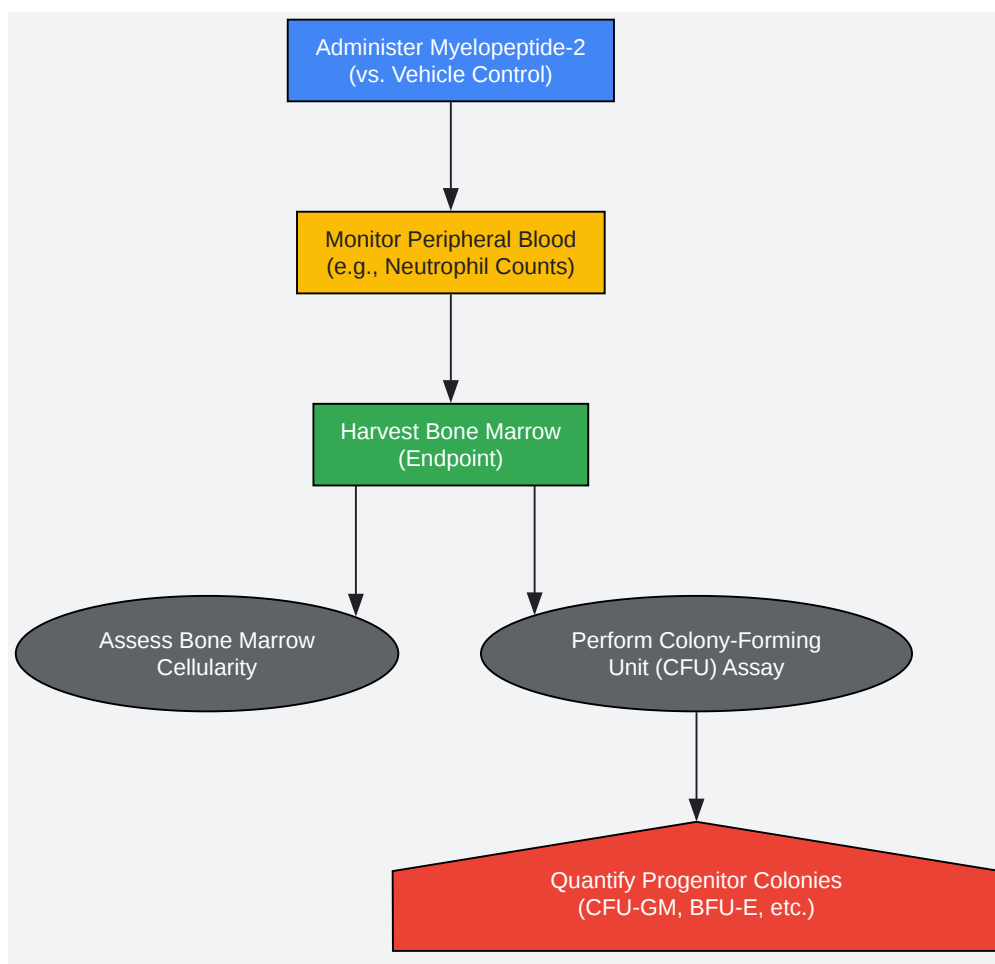 Administer Myelopeptide-2
(vs. Vehicle Control)
Monitor Peripheral Blood
(e.g., Neutrophil Counts)
Harvest Bone Marrow
(Endpoint)
Assess Bone Marrow
Cellularity
Perform Colony-Forming
Unit (CFU) Assay
Quantify Progenitor Colonies
(CFU-GM, BFU-E, etc.)